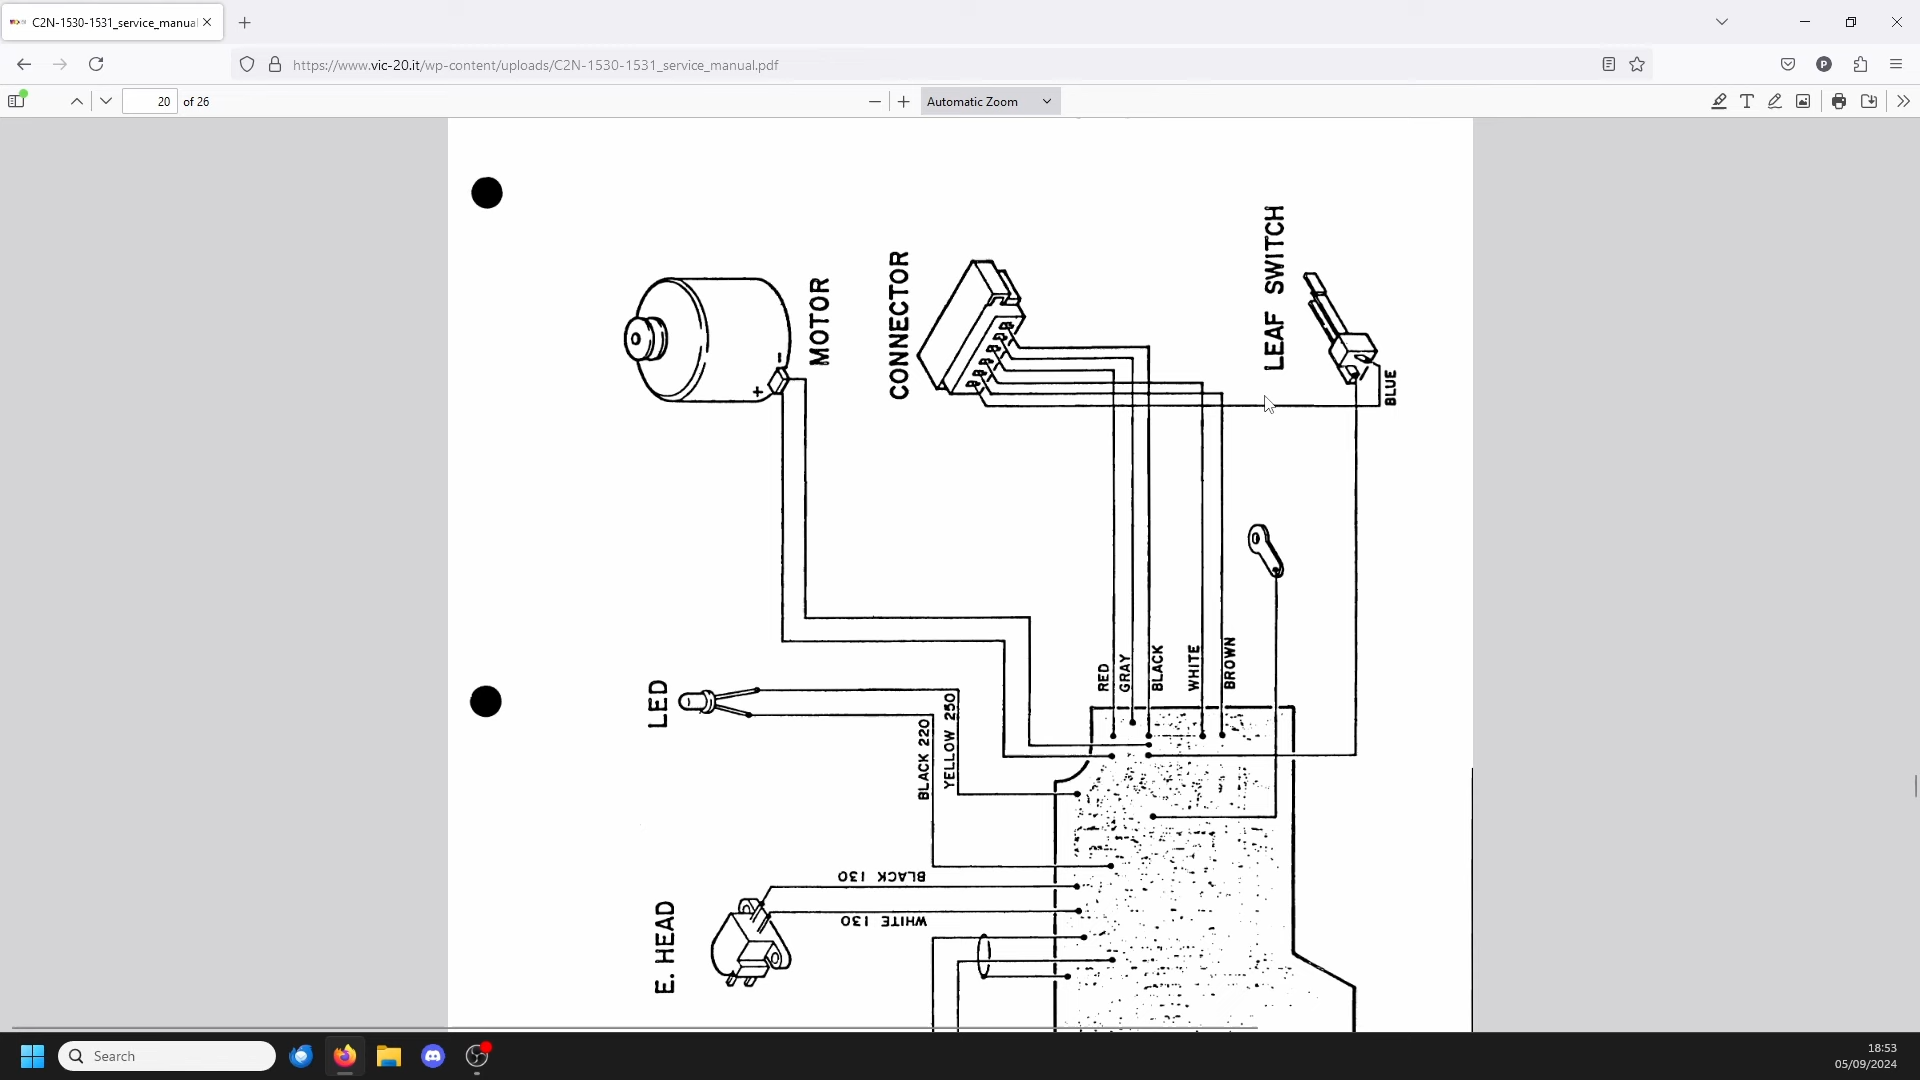 C2N-1530-1531_service_manua
https://www.vic-20.it/wp-content/uploads/C2N-1530-1531_service_manual.pdf
P
20 of 26
Automatic Zoom
MOTOR
+ -
CONNECTOR
LEAF SWITCH
BLUE
LED
BLACK 220
YELLOW 250
RED
GRAY
BLACK
WHITE
BROWN
E. HEAD
BLACK 130
WHITE 130
Search
18:53
05/09/2024